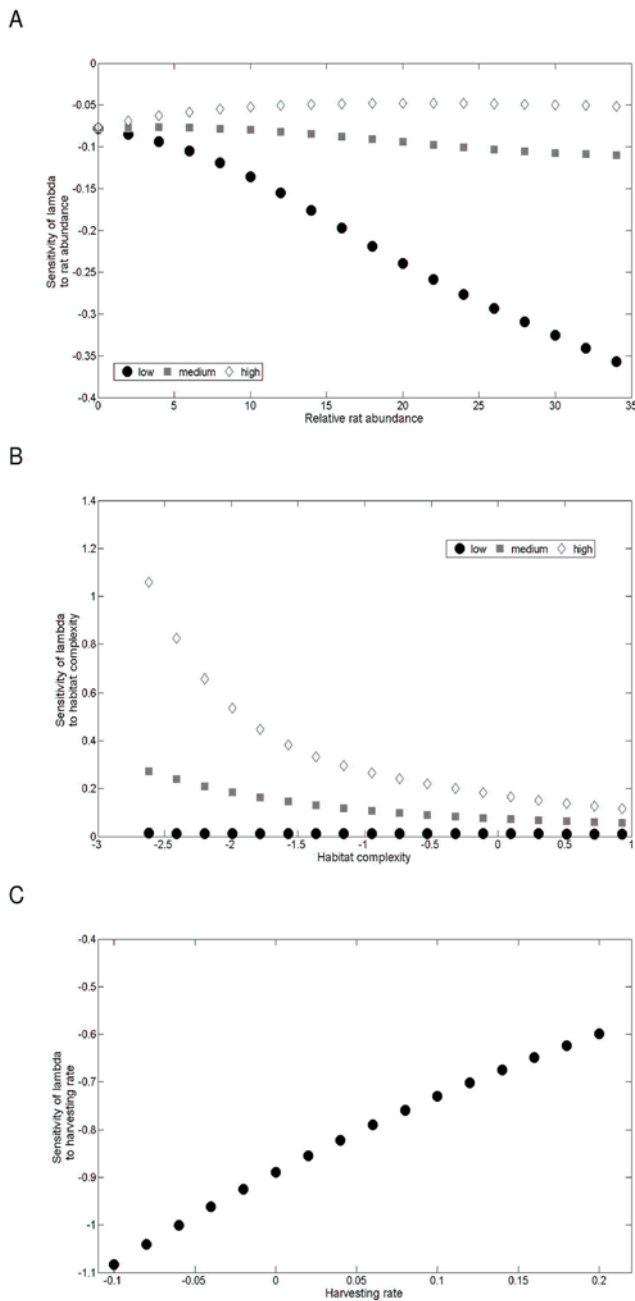 A
0
-0.05
-0.1
-0.15
-0.2
-0.25
-0.3
-0.35
-0.4
Sensitivity of lambda
to rat abundance
low medium high
0 5 10 15 20 25 30 35
Relative rat abundance
B
1.4
1.2
1
0.8
0.6
0.4
0.2
0
Sensitivity of lambda
to habitat complexity
low medium high
-3 -2.5 -2 -1.5 -1 -0.5 0 0.5 1
Habitat complexity
C
-0.4
-0.5
-0.6
-0.7
-0.8
-0.9
-1
-1.1
Sensitivity of lambda
to harvesting rate
-0.1 -0.05 0 0.05 0.1 0.15 0.2
Harvesting rate